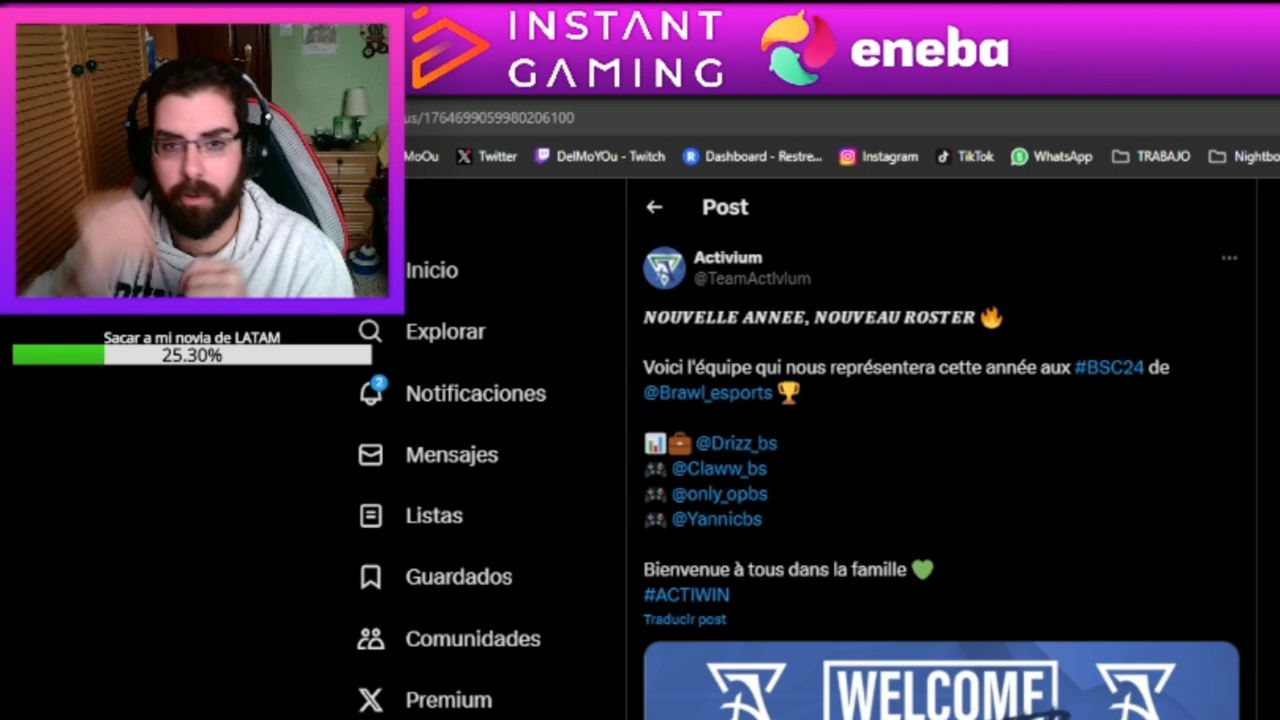 INSTANT
GAMING
eneba
us/1764699059980206100
MoOu
Twitter
DelMoYOu - Twitch
Dashboard - Restre...
Instagram
TikTok
WhatsApp
TRABAJO
Nightbo
Post
Activium
@TeamActivium
NOUVELLE ANNEE, NOUVEAU ROSTER 🔥
Voici l'équipe qui nous représentera cette année aux #BSC24 de
@Brawl_esports 🏆
📊💼 @Drizz_bs
🎮 @Claww_bs
🎮 @only_opbs
🎮 @Yannicbs
Bienvenue à tous dans la famille 💚
#ACTIWIN
Traducir post
WELCOME
Inicio
Explorar
2
Notificaciones
Mensajes
Listas
Guardados
Comunidades
Premium
Sacar a mi novia de LATAM
25.30%